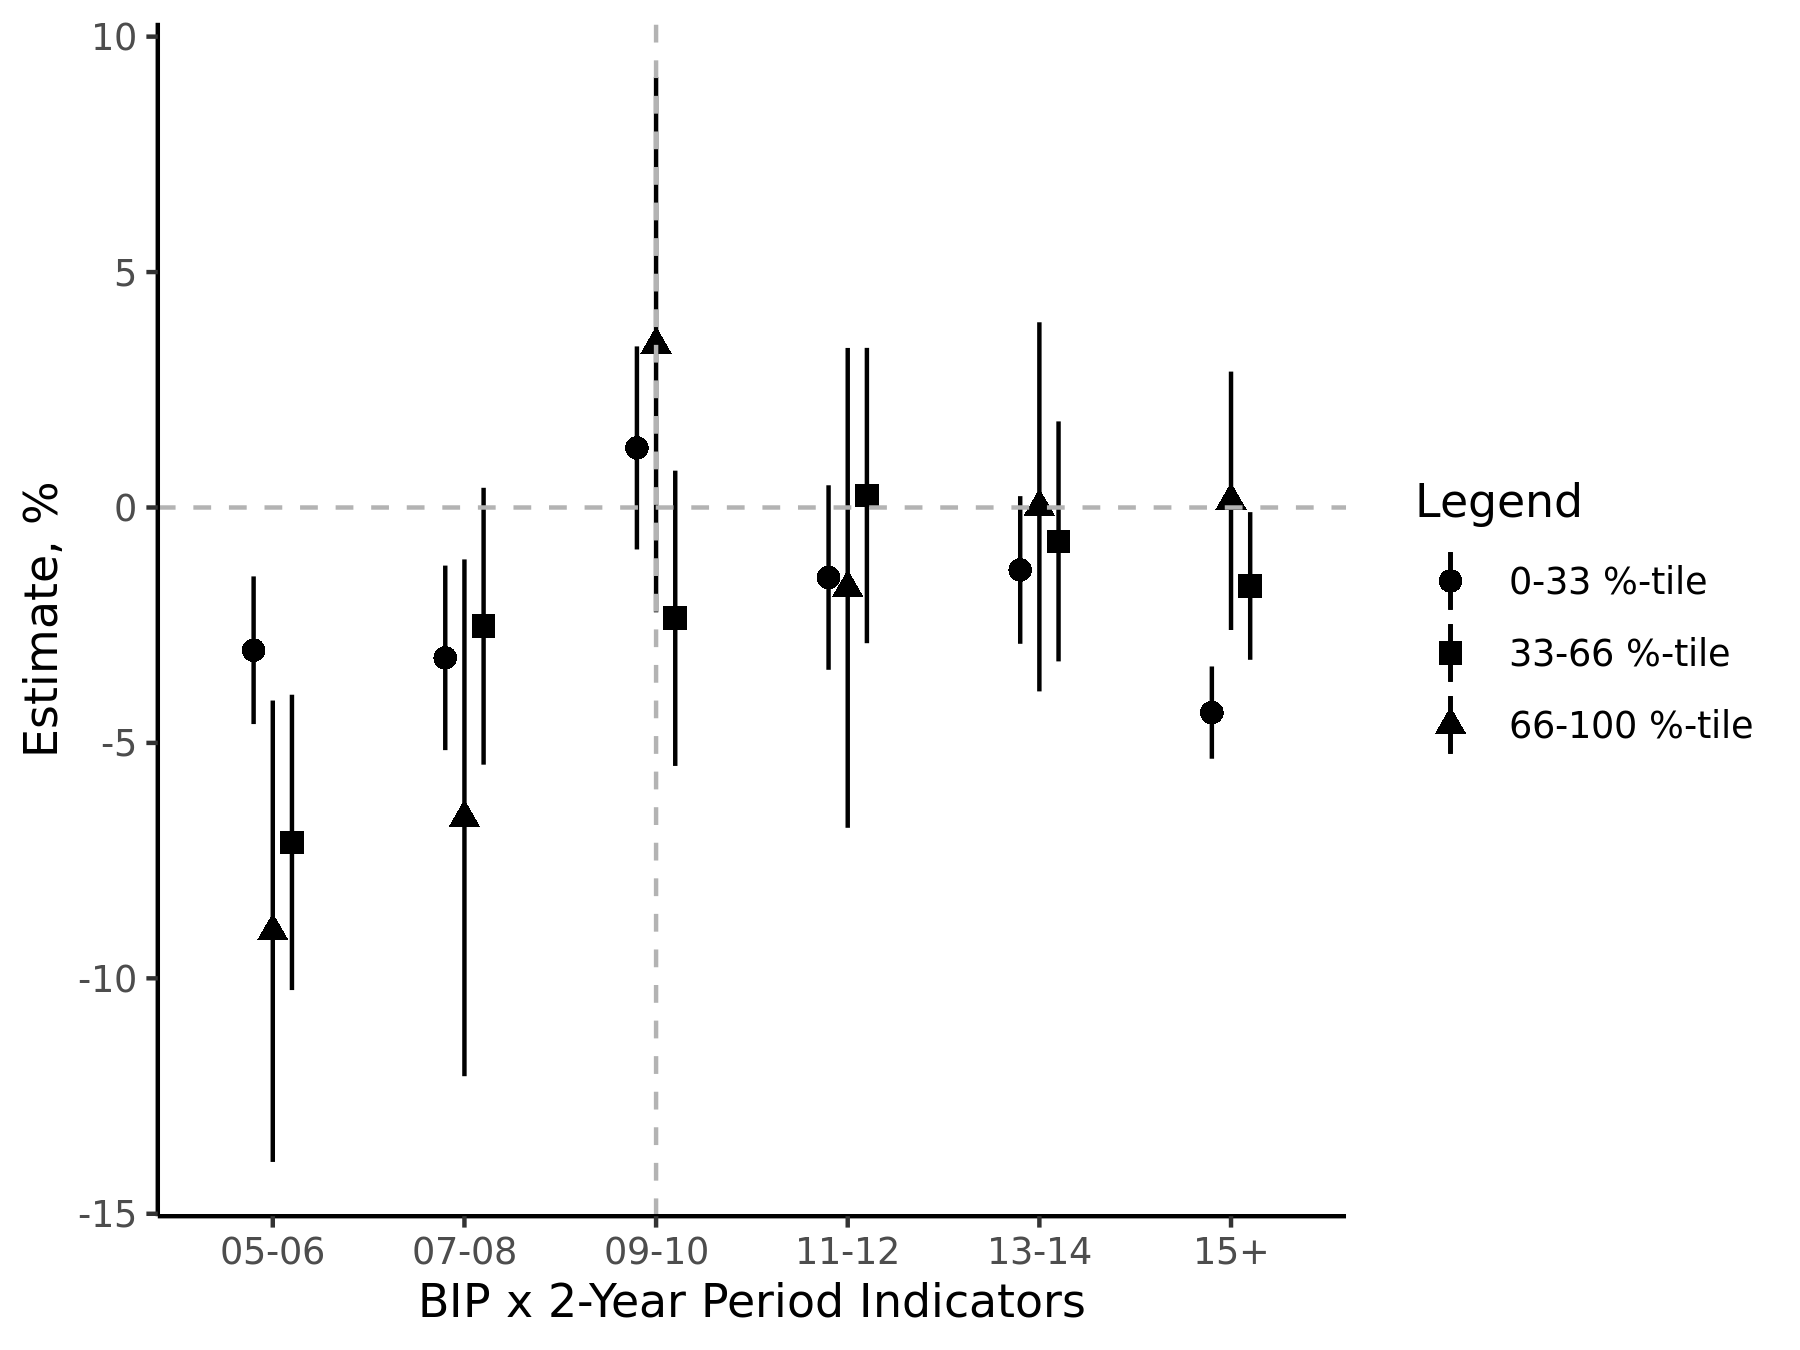 10
5
0
-5
-10
-15
Estimate, %
05-06 07-08 09-10 11-12 13-14 15+
BIP x 2-Year Period Indicators
Legend
0-33 %-tile
33-66 %-tile
66-100 %-tile